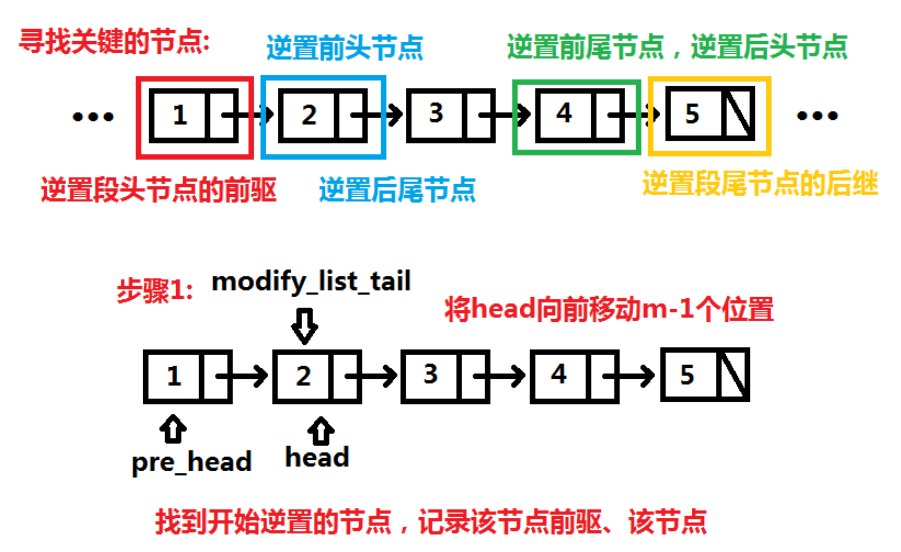 寻找关键的节点:
逆置前头节点
逆置前尾节点，逆置后头节点
••• 1 2 3 4 5 •••
逆置段头节点的前驱
逆置后尾节点
逆置段尾节点的后继
步骤1:
modify_list_tail
将head向前移动m-1个位置
1 2 3 4 5
pre_head
head
找到开始逆置的节点，记录该节点前驱、该节点